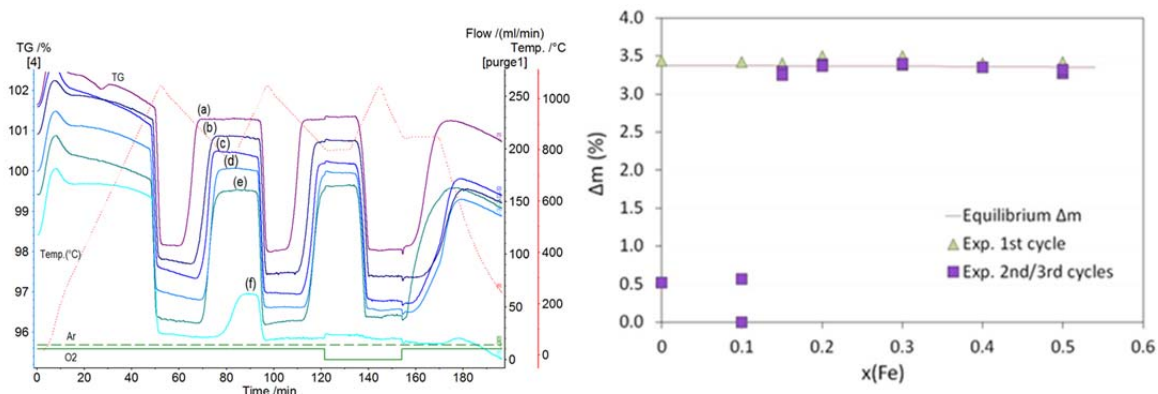 Flow /(ml/min)
TG /% Temp. /°C
[4] [purge1]
TG
102
101
100
99
98
97
96
(a)
(b)
(c)
(d)
(e)
(f)
Temp.(°C)
Ar
O2
250
200
150
100
50
0
1000
800
600
400
200
0
0 20 40 60 80 100 120 140 160 180
Time /min
4.0
3.5
3.0
2.5
2.0
1.5
1.0
0.5
0.0
Δm (%)
Equilibrium Δm
Exp. 1st cycle
Exp. 2nd/3rd cycles
0 0.1 0.2 0.3 0.4 0.5 0.6
x(Fe)